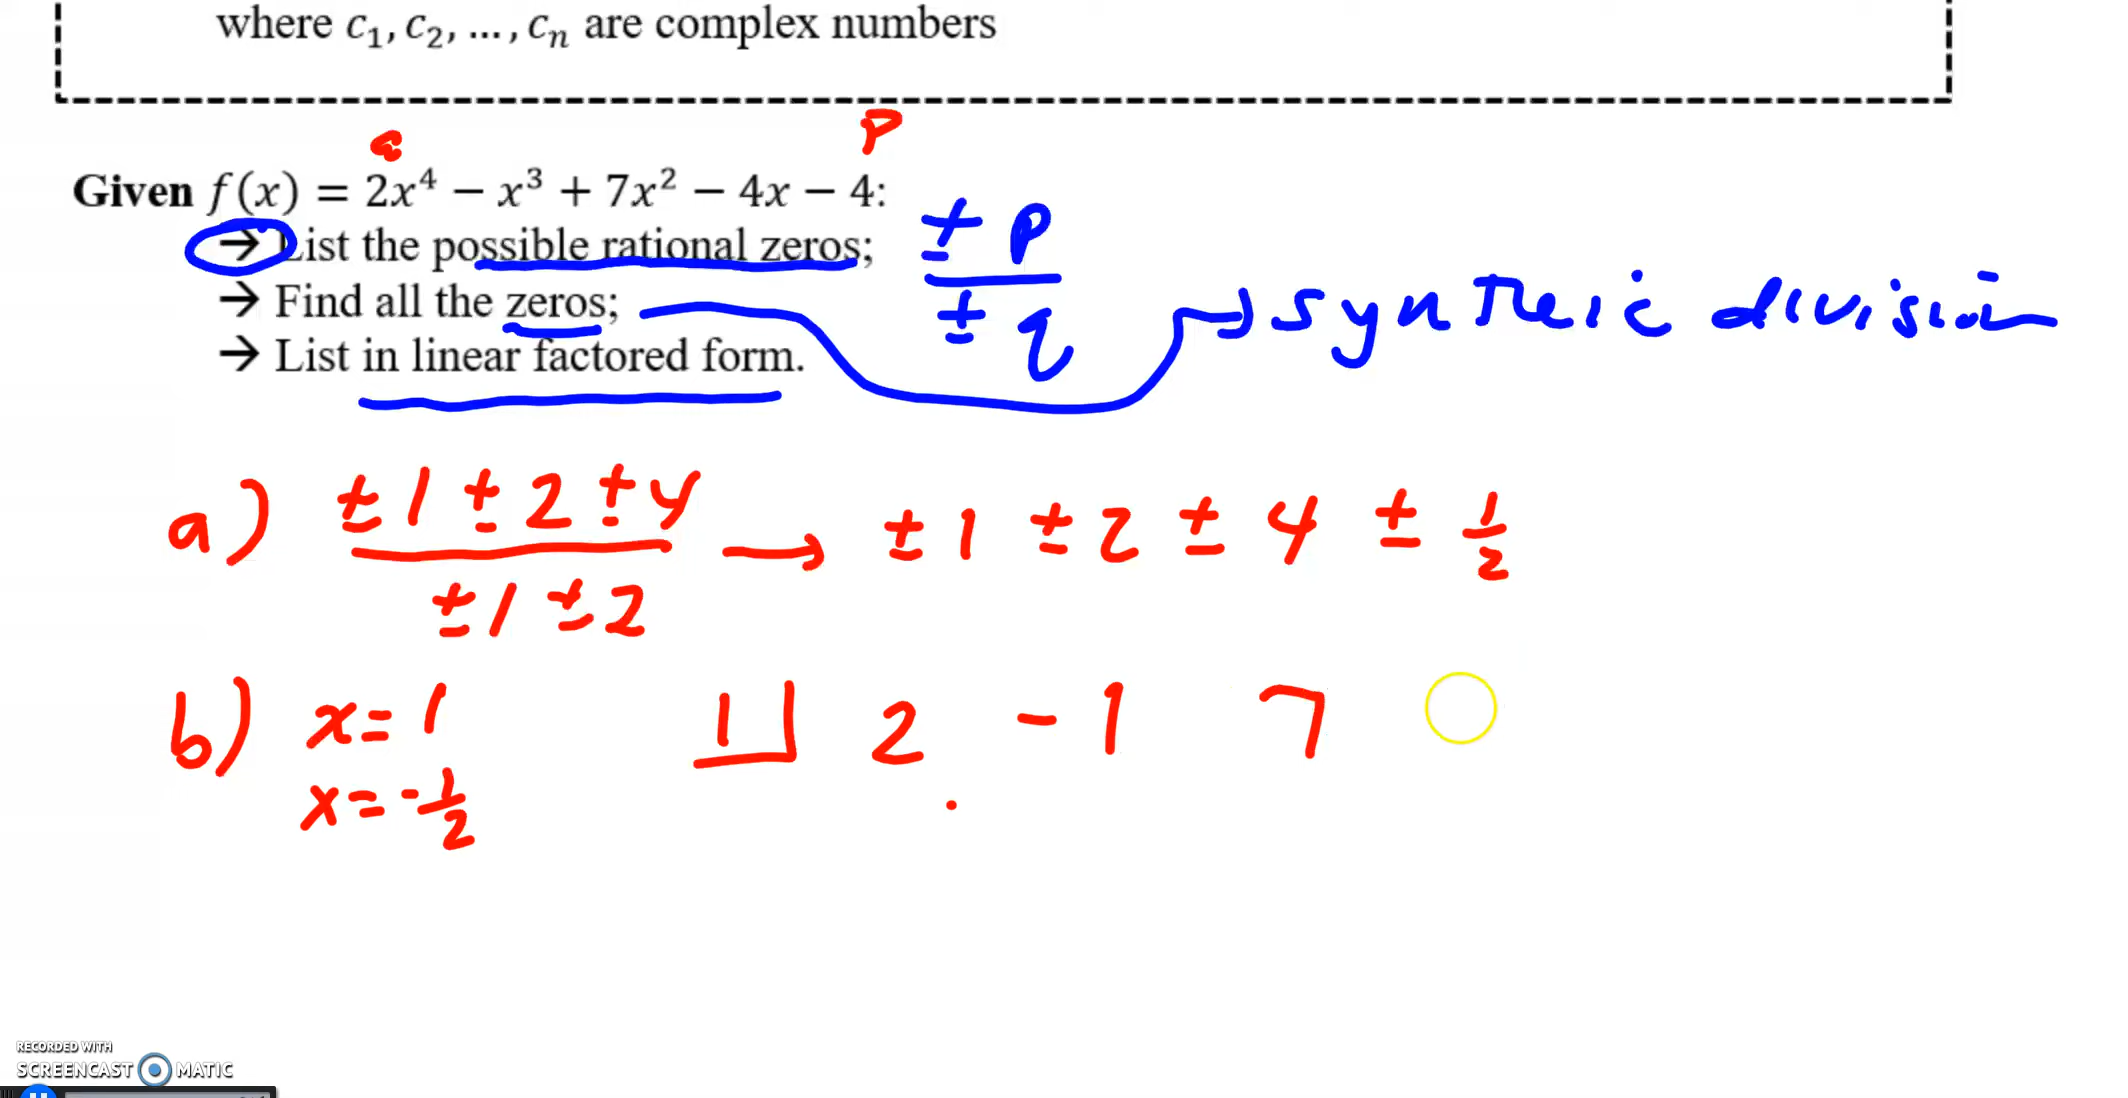 where c₁, c₂, ..., cₙ are complex numbers
p
Given f(x) = 2x⁴ − x³ + 7x² − 4x − 4:
→ List the possible rational zeros; ± p / ± q
→ Find all the zeros; → synthetic division
→ List in linear factored form.
a) ±1 ±2 ±4 / ±1 ±2 → ±1 ±2 ±4 ± 1/2
b) x = 1 1| 2 -1 7
x = -1/2
RECORDED WITH
SCREENCAST MATIC